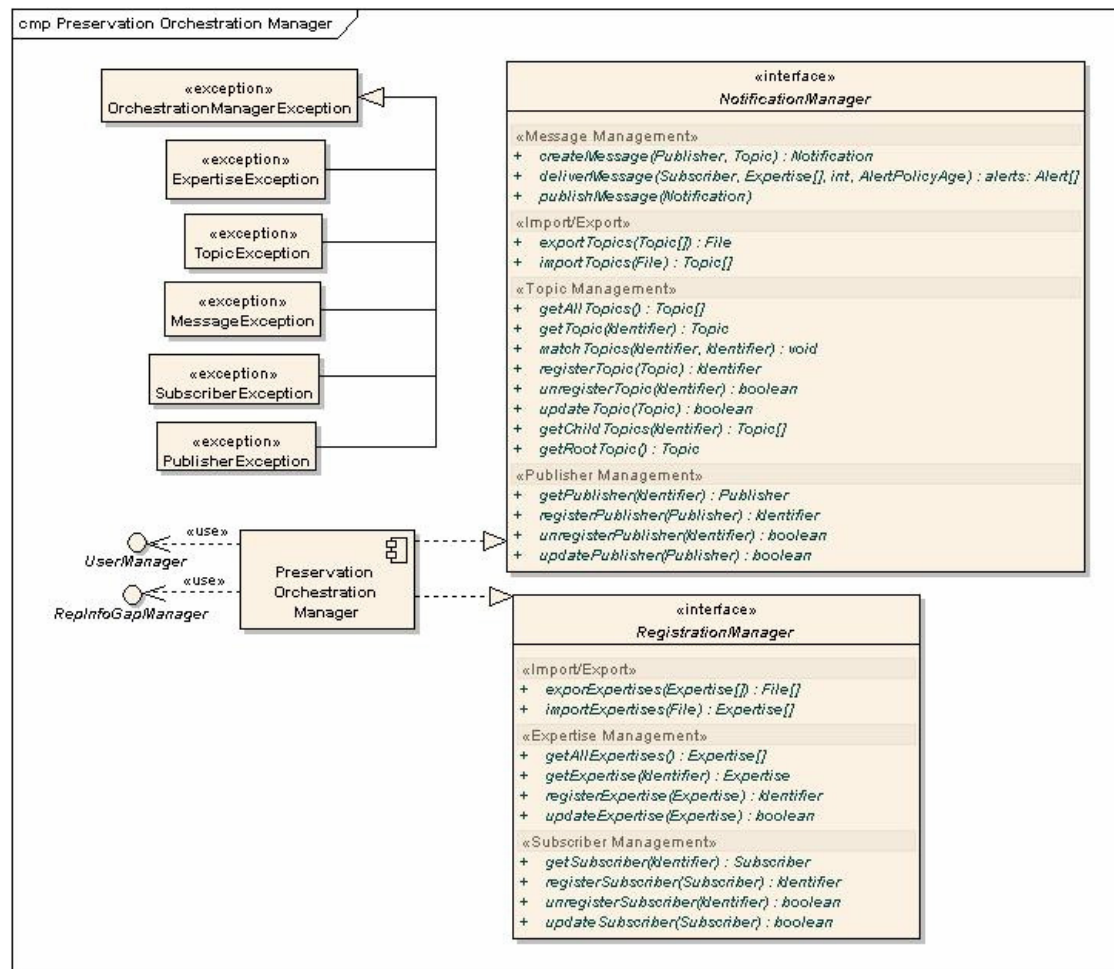 cmp Preservation Orchestration Manager
«exception»
OrchestrationManagerException
«exception»
ExpertiseException
«exception»
TopicException
«exception»
MessageException
«exception»
SubscriberException
«exception»
PublisherException
«use»
UserManager
«use»
RepInfoGapManager
Preservation
Orchestration
Manager
«interface»
NotificationManager
«Message Management»
+ createMessage(Publisher, Topic) : Notification
+ deliverMessage(Subscriber, Expertise[], int, AlertPolicyAge) : alerts: Alert[]
+ publishMessage(Notification)
«Import/Export»
+ exportTopics(Topic[]) : File
+ importTopics(File) : Topic[]
«Topic Management»
+ getAllTopics() : Topic[]
+ getTopic(Identifier) : Topic
+ matchTopics(Identifier, Identifier) : void
+ registerTopic(Topic) : Identifier
+ unregisterTopic(Identifier) : boolean
+ updateTopic(Topic) : boolean
+ getChildTopics(Identifier) : Topic[]
+ getRootTopic() : Topic
«Publisher Management»
+ getPublisher(Identifier) : Publisher
+ registerPublisher(Publisher) : Identifier
+ unregisterPublisher(Identifier) : boolean
+ updatePublisher(Publisher) : boolean
«interface»
RegistrationManager
«Import/Export»
+ exporExpertises(Expertise[]) : File[]
+ importExpertises(File) : Expertise[]
«Expertise Management»
+ getAllExpertises() : Expertise[]
+ getExpertise(Identifier) : Expertise
+ registerExpertise(Expertise) : Identifier
+ updateExpertise(Expertise) : boolean
«Subscriber Management»
+ getSubscriber(Identifier) : Subscriber
+ registerSubscriber(Subscriber) : Identifier
+ unregisterSubscriber(Identifier) : boolean
+ updateSubscriber(Subscriber) : boolean